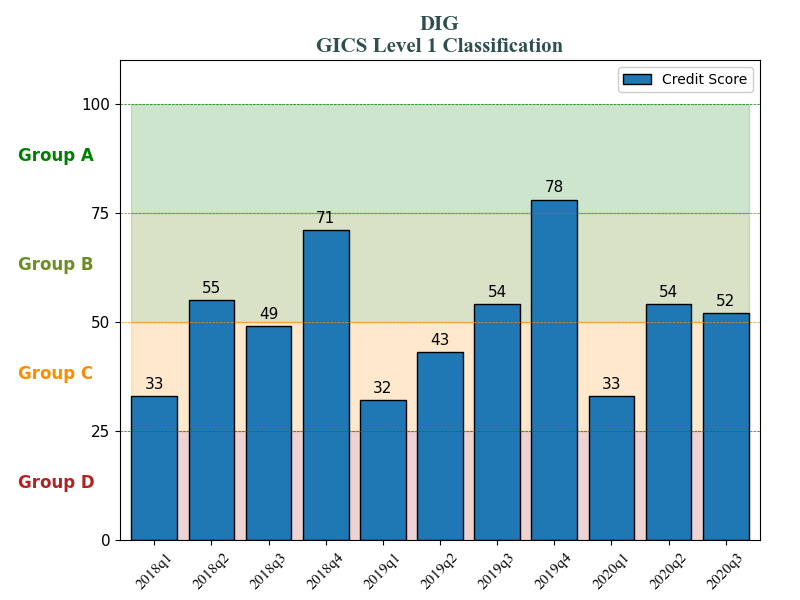 DIG
GICS Level 1 Classification
Credit Score
100
Group A
78
75
71
Group B
55
54
54
52
50
49
43
Group C
33
32
33
25
Group D
0
2018q1
2018q2
2018q3
2018q4
2019q1
2019q2
2019q3
2019q4
2020q1
2020q2
2020q3